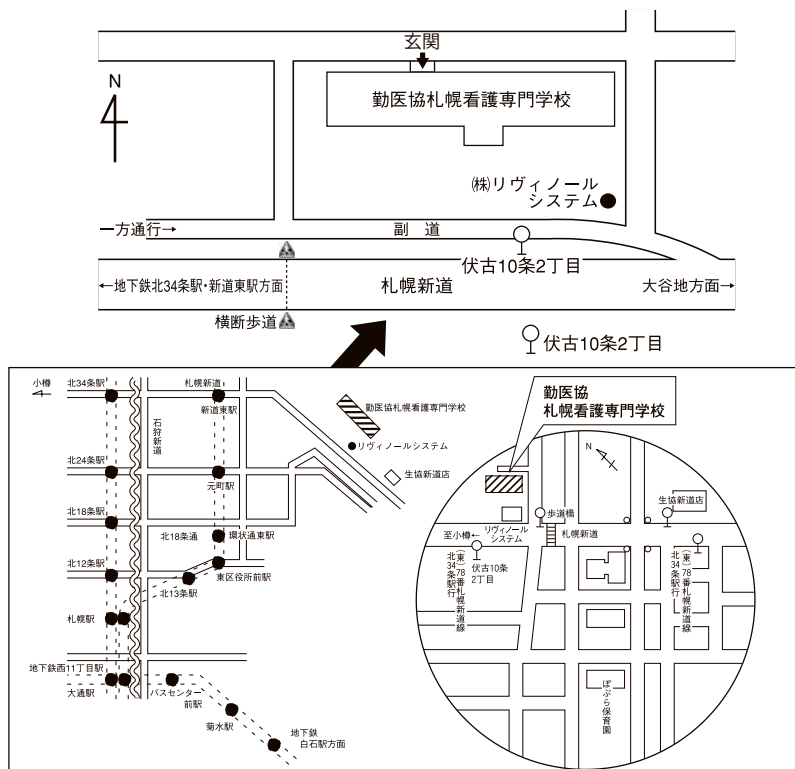 玄関
N
勤医協札幌看護専門学校
(株)リヴィノール
システム
一方通行→
副 道
伏古10条2丁目
←地下鉄北34条駅・新道東駅方面
札幌新道
大谷地方面→
横断歩道
伏古10条2丁目
小樽
北34条駅
札幌新道
新道東駅
石狩新道
勤医協札幌看護専門学校
リヴィノールシステム
生協新道店
北24条駅
元町駅
北18条駅
北18条通
環状通東駅
北12条駅
東区役所前駅
北13条駅
札幌駅
地下鉄西11丁目駅
大通駅
バスセンター
前駅
菊水駅
地下鉄
白石駅方面
勤医協
札幌看護専門学校
N
生協新道店
歩道橋
リヴィノール
システム
札幌新道
至小樽←
伏古10条
2丁目
(東)78番札幌新道線
北34条駅行
(東)78番札幌新道線
北34条駅行
ぽぷら保育園